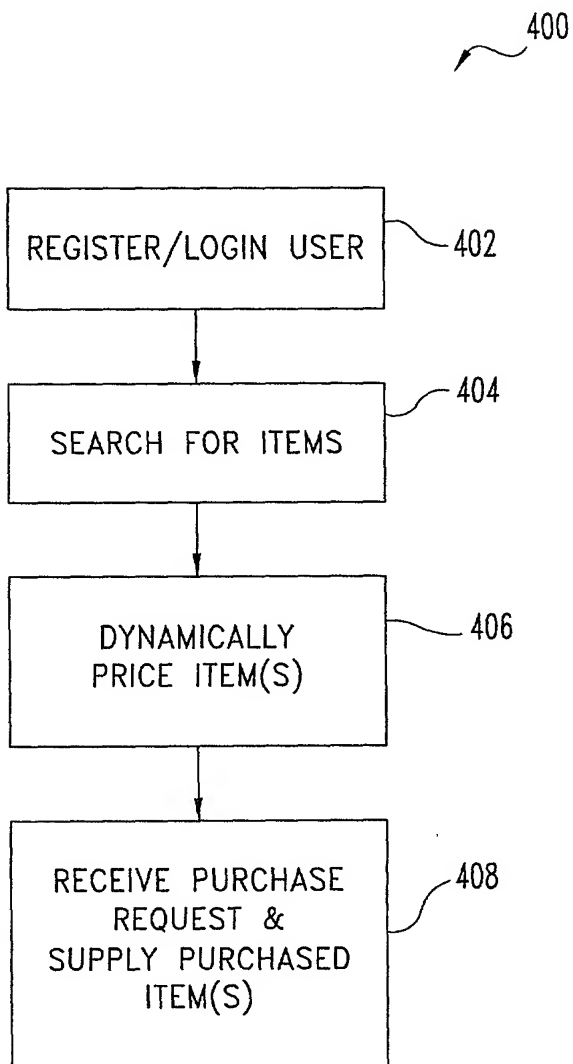 400
REGISTER/LOGIN USER
402
SEARCH FOR ITEMS
404
DYNAMICALLY
PRICE ITEM(S)
406
RECEIVE PURCHASE
REQUEST &
SUPPLY PURCHASED
ITEM(S)
408